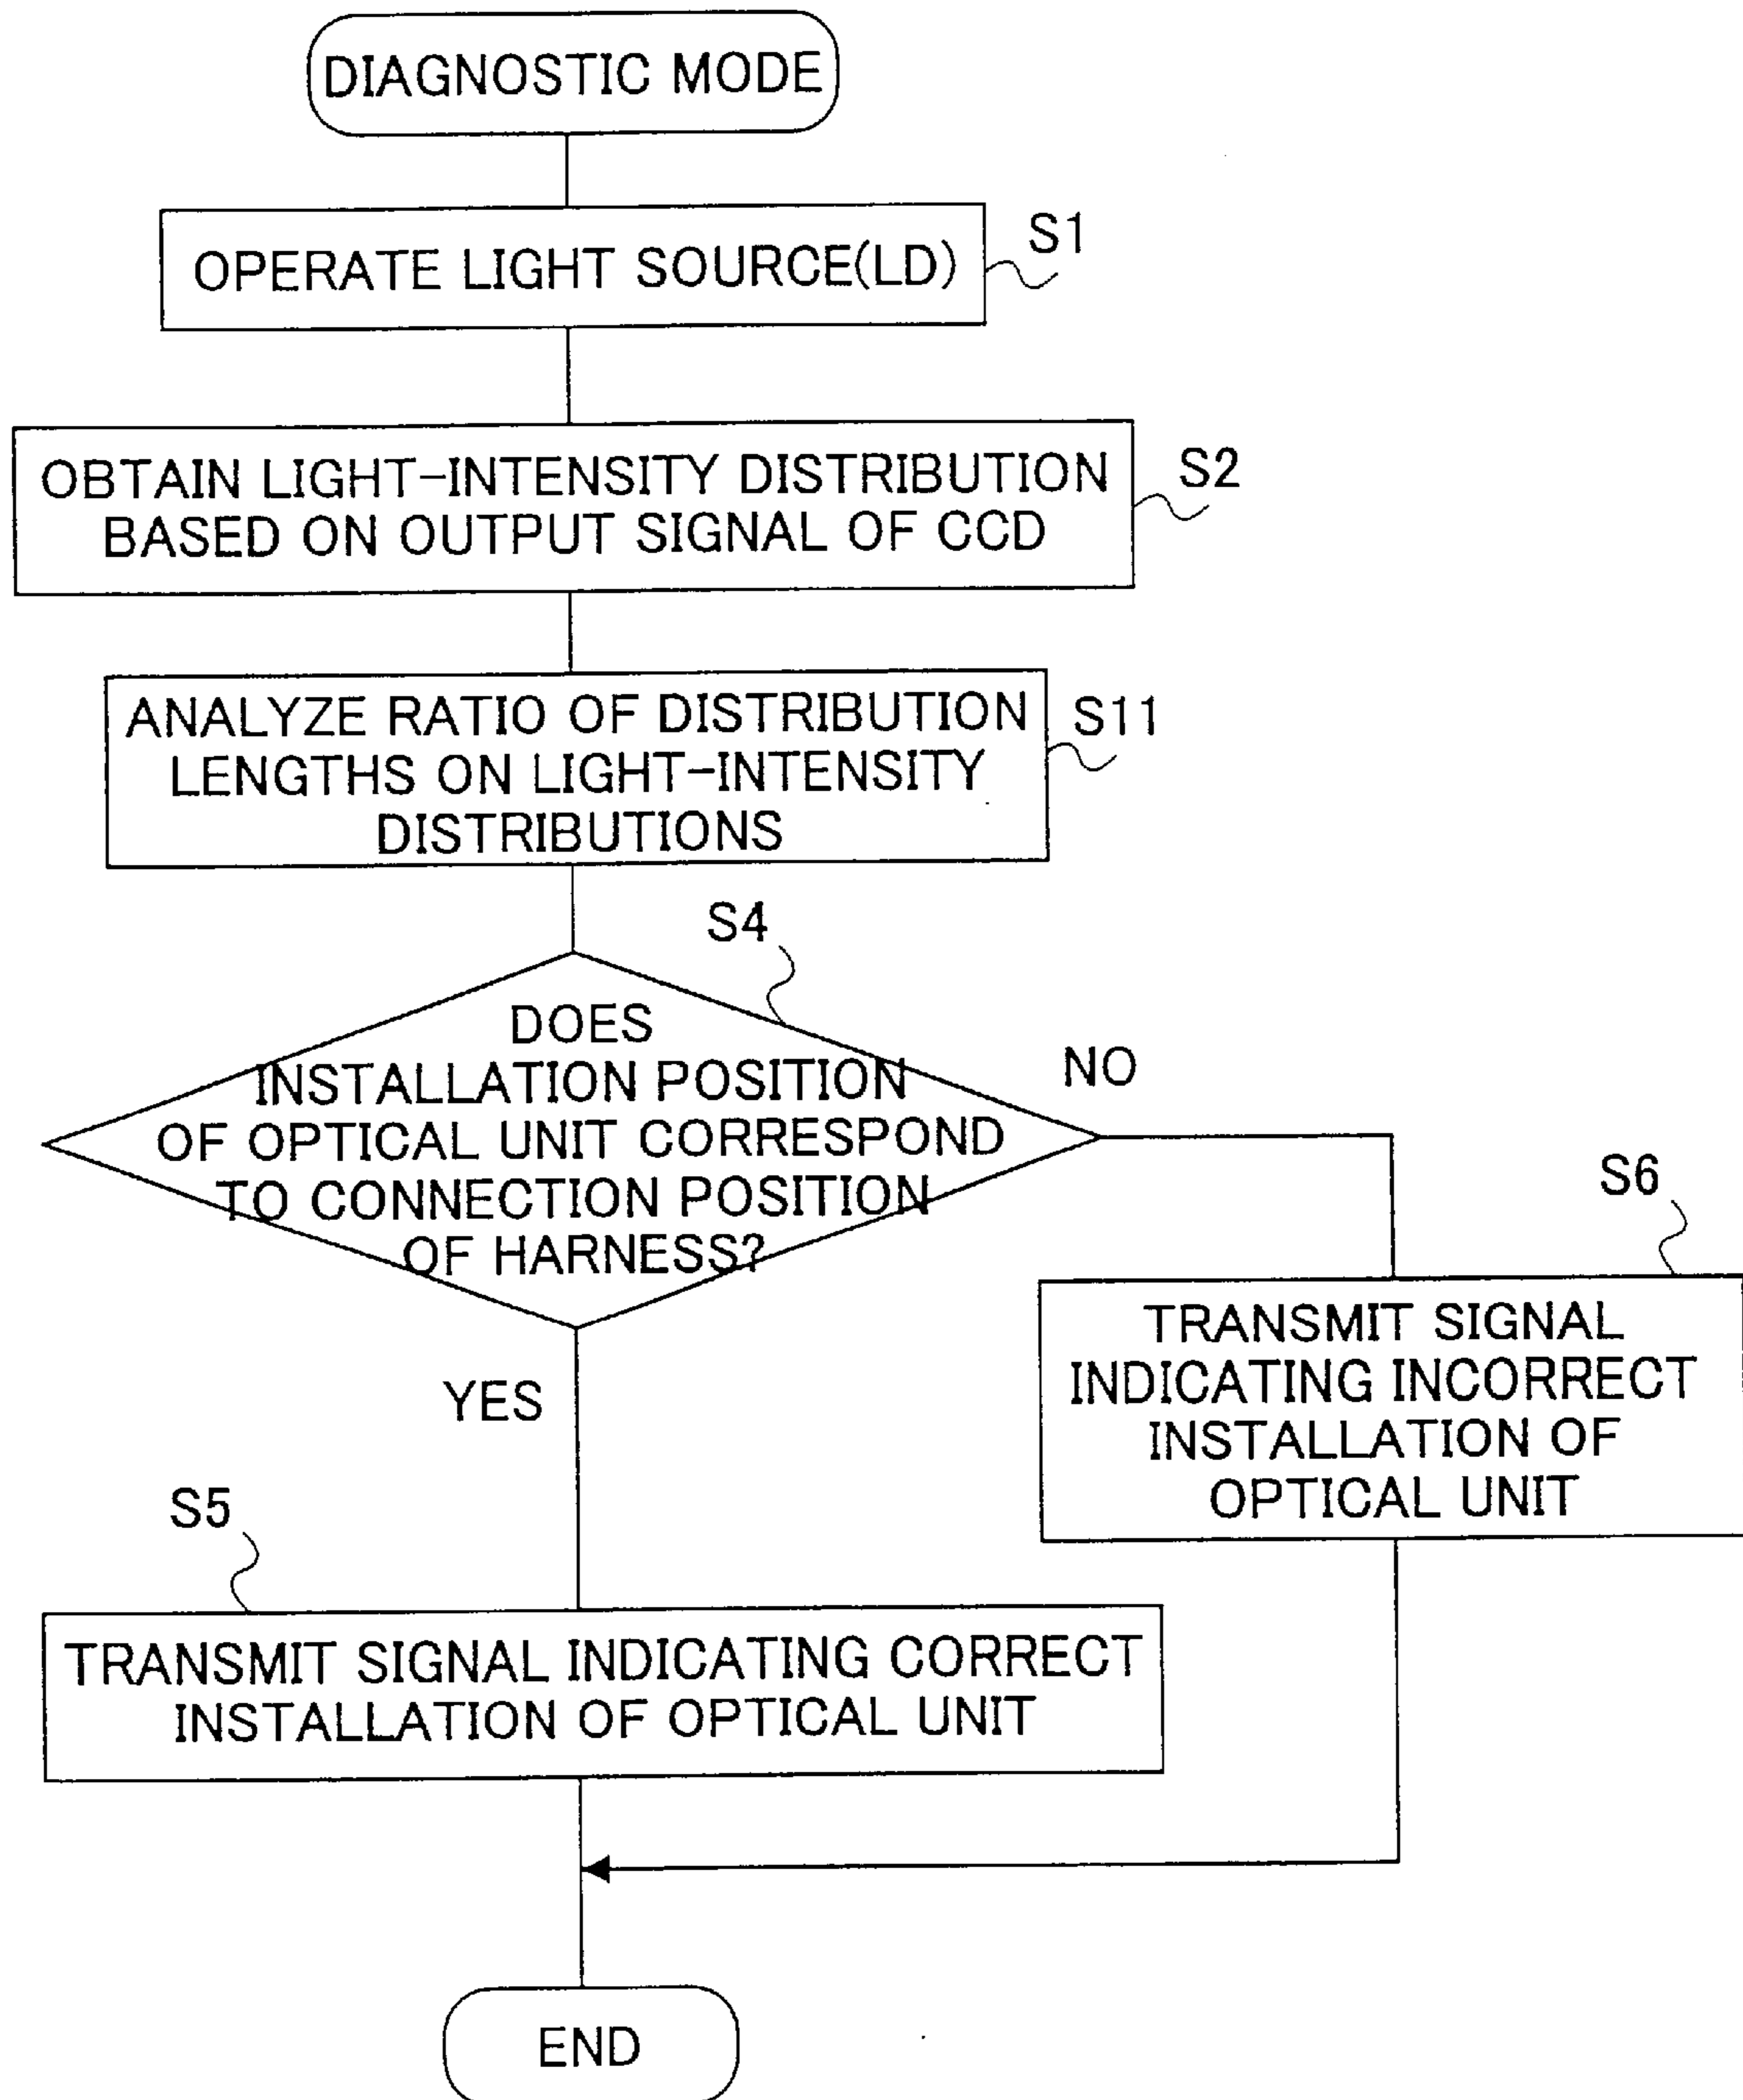 DIAGNOSTIC MODE
OPERATE LIGHT SOURCE(LD)
S1
OBTAIN LIGHT-INTENSITY DISTRIBUTION
BASED ON OUTPUT SIGNAL OF CCD
S2
ANALYZE RATIO OF DISTRIBUTION
LENGTHS ON LIGHT-INTENSITY
DISTRIBUTIONS
S11
S4
DOES
INSTALLATION POSITION
OF OPTICAL UNIT CORRESPOND
TO CONNECTION POSITION
OF HARNESS?
NO
YES
S6
TRANSMIT SIGNAL
INDICATING INCORRECT
INSTALLATION OF
OPTICAL UNIT
S5
TRANSMIT SIGNAL INDICATING CORRECT
INSTALLATION OF OPTICAL UNIT
END